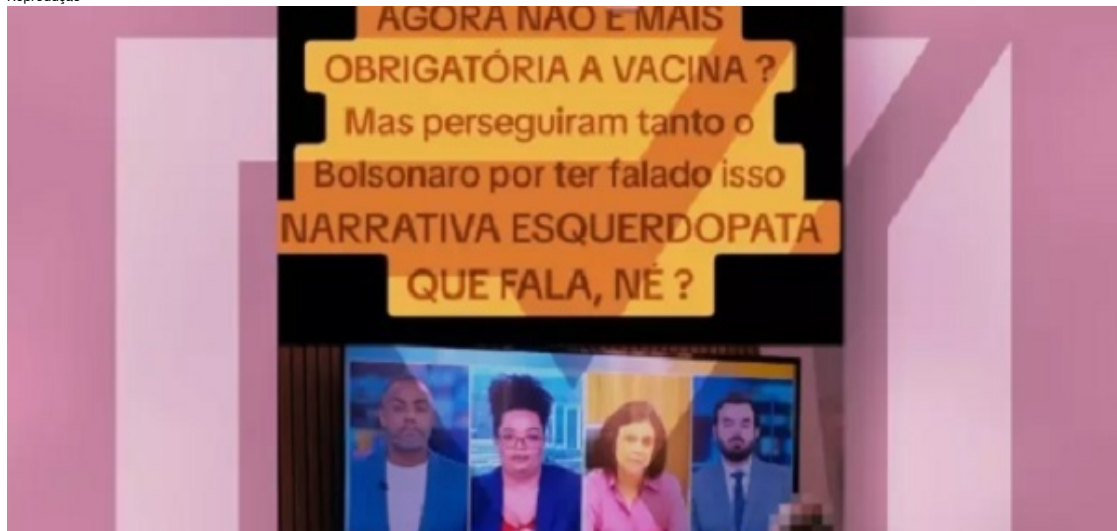 AGORA NÃO É MAIS
OBRIGATÓRIA A VACINA ?
Mas perseguiram tanto o
Bolsonaro por ter falado isso
NARRATIVA ESQUERDOPATA
QUE FALA, NÉ ?